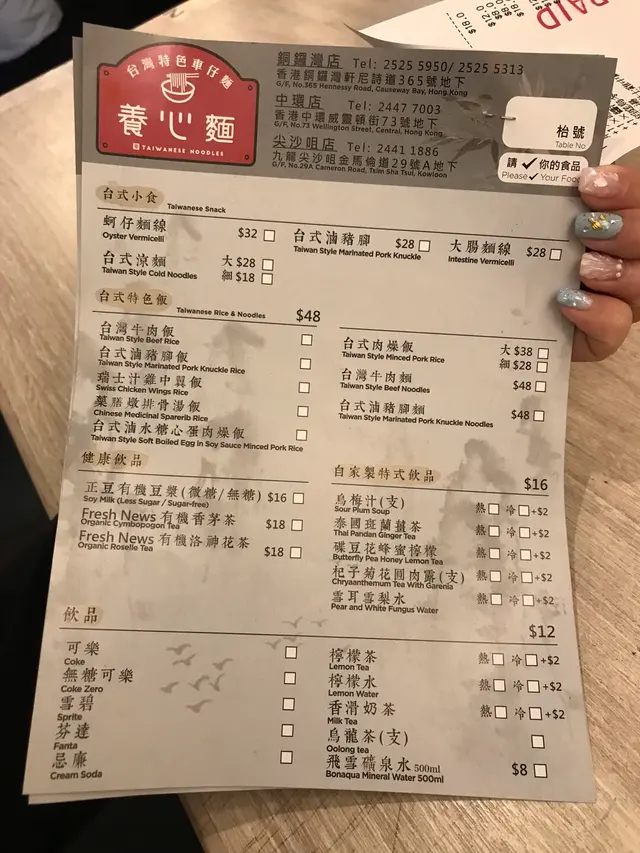 PAID
$18.0
$12.0
$18.0
台灣特色車仔麵
養心麵
TAIWANESE NOODLES
銅鑼灣店 Tel: 2525 5950/ 2525 5313
香港銅鑼灣軒尼詩道365號地下
G/F, No.365 Hennessy Road, Causeway Bay, Hong Kong
中環店 Tel: 2447 7003
香港中環威靈頓街73號地下
G/F, No.73 Wellington Street, Central, Hong Kong
尖沙咀店 Tel: 2441 1886
九龍尖沙咀金馬倫道29號A地下
G/F, No.29A Cameron Road, Tsim Sha Tsui, Kowloon
枱號
Table No
請✓你的食品
Please ✓ Your Food
台式小食 Taiwanese Snack
蚵仔麵線 $32
Oyster Vermicelli
台式滷豬腳 $28
Taiwan Style Marinated Pork Knuckle
大腸麵線 $28
Intestine Vermicelli
台式涼麵 大 $28
Taiwan Style Cold Noodles 細 $18
台式特色飯 Taiwanese Rice & Noodles $48
台灣牛肉飯
Taiwan Style Beef Rice
台式滷豬腳飯
Taiwan Style Marinated Pork Knuckle Rice
瑞士汁雞中翼飯
Swiss Chicken Wings Rice
藥膳燉排骨湯飯
Chinese Medicinal Sparerib Rice
台式滷水糖心蛋肉燥飯
Taiwan Style Soft Boiled Egg in Soy Sauce Minced Pork Rice
台式肉燥飯 大 $38
Taiwan Style Minced Pork Rice 細 $28
台灣牛肉麵 $48
Taiwan Style Beef Noodles
台式滷豬腳麵 $48
Taiwan Style Marinated Pork Knuckle Noodles
健康飲品
正豆有機豆漿(微糖/無糖) $16
Soy Milk (Less Sugar / Sugar-free)
Fresh News 有機香茅茶 $18
Organic Cymbopogon Tea
Fresh News 有機洛神花茶 $18
Organic Roselle Tea
自家製特式飲品 $16
烏梅汁(支) 熱 冷 +$2
Sour Plum Soup
泰國斑蘭薑茶 熱 冷 +$2
Thai Pandan Ginger Tea
碟豆花蜂蜜檸檬 熱 冷 +$2
Butterfly Pea Honey Lemon Tea
杞子菊花圓肉露(支) 熱 冷 +$2
Chrysanthemum Tea With Garenia
雪耳雪梨水 熱 冷 +$2
Pear and White Fungus Water
飲品 $12
可樂
Coke
無糖可樂
Coke Zero
雪碧
Sprite
芬達
Fanta
忌廉
Cream Soda
檸檬茶 熱 冷 +$2
Lemon Tea
檸檬水 熱 冷 +$2
Lemon Water
香滑奶茶 熱 冷 +$2
Milk Tea
烏龍茶(支)
Oolong tea
飛雪礦泉水 500ml $8
Bonaqua Mineral Water 500ml